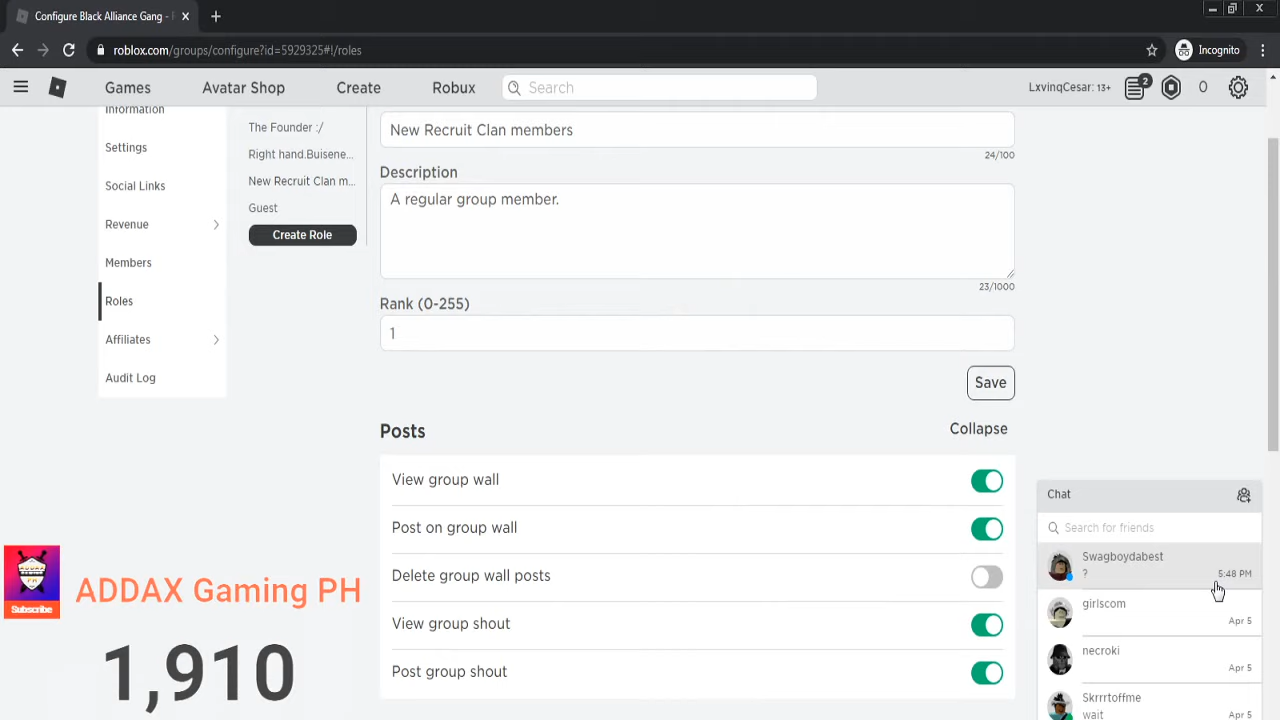 Configure Black Alliance Gang -
roblox.com/groups/configure?id=5929325#!/roles
Incognito
Games
Avatar Shop
Create
Robux
Search
LxvinqCesar: 13+
2
0
Information
Settings
Social Links
Revenue
Members
Roles
Affiliates
Audit Log
The Founder :/
Right hand.Buisene...
New Recruit Clan m...
Guest
Create Role
New Recruit Clan members
24/100
Description
A regular group member.
23/1000
Rank (0-255)
1
Save
Posts
Collapse
View group wall
Post on group wall
Delete group wall posts
View group shout
Post group shout
Chat
Search for friends
Swagboydabest
? 5:48 PM
girlscom
Apr 5
necroki
Apr 5
Skrrrtoffme
wait Apr 5
ADDAX Gaming PH
Subscribe
1,910